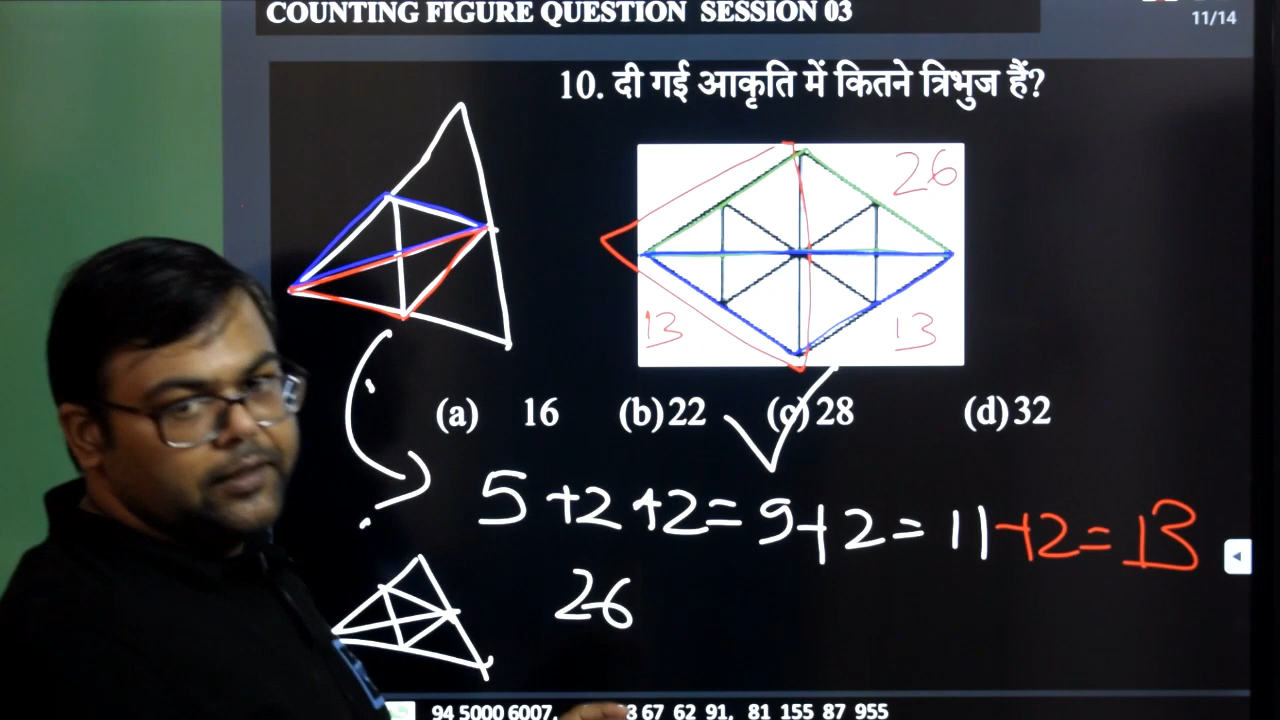 COUNTING FIGURE QUESTION SESSION 03
11/14
10. दी गई आकृति में कितने त्रिभुज हैं?
26
13 13
(a) 16 (b) 22 (c) 28 (d) 32
5 +2 +2= 9+2 = 11+2= 13
26
94 5000 6007, 67 62 91, 81 155 87 955